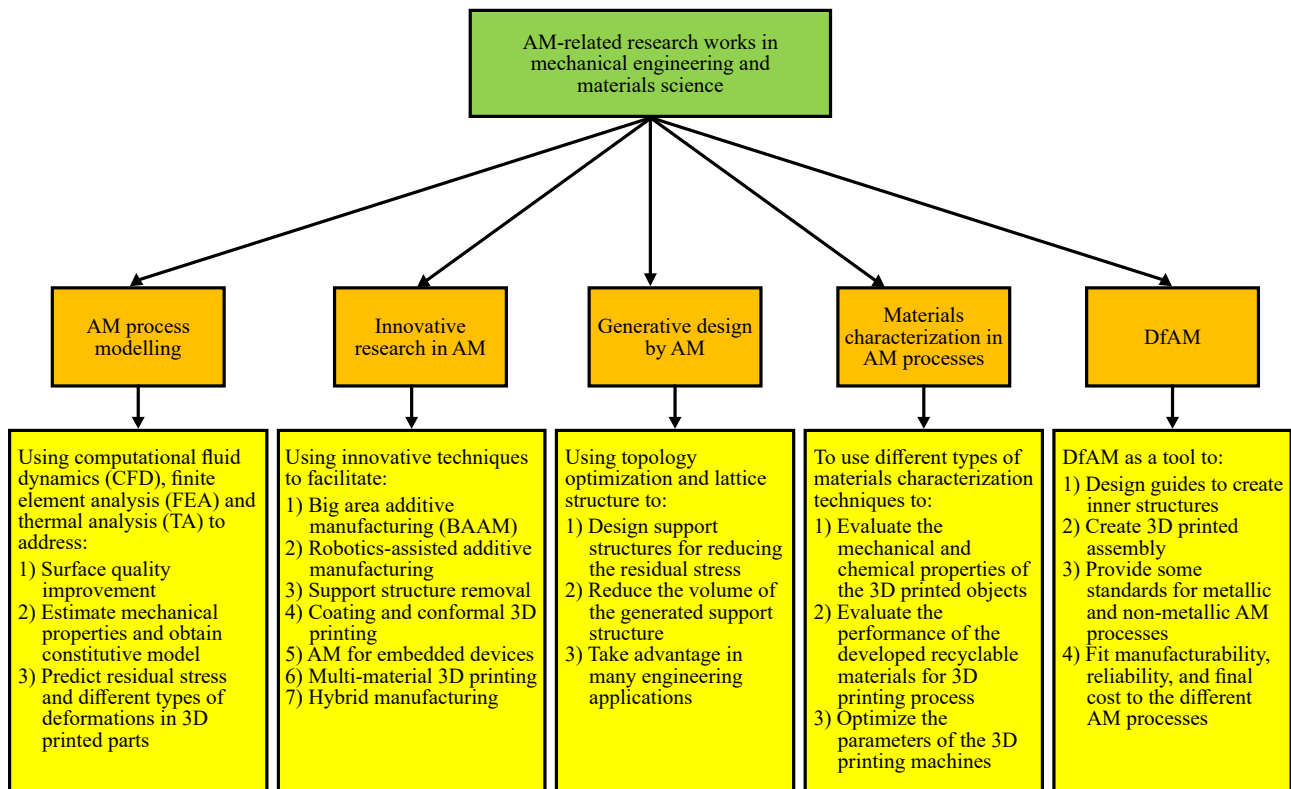 AM-related research works in
mechanical engineering and
materials science
AM process
modelling
Innovative
research in AM
Generative design
by AM
Materials
characterization in
AM processes
DfAM
Using computational fluid
dynamics (CFD), finite
element analysis (FEA) and
thermal analysis (TA) to
address:
1) Surface quality
improvement
2) Estimate mechanical
properties and obtain
constitutive model
3) Predict residual stress
and different types of
deformations in 3D
printed parts
Using innovative techniques
to facilitate:
1) Big area additive
manufacturing (BAAM)
2) Robotics-assisted additive
manufacturing
3) Support structure removal
4) Coating and conformal 3D
printing
5) AM for embedded devices
6) Multi-material 3D printing
7) Hybrid manufacturing
Using topology
optimization and lattice
structure to:
1) Design support
structures for reducing
the residual stress
2) Reduce the volume of
the generated support
structure
3) Take advantage in
many engineering
applications
To use different types of
materials characterization
techniques to:
1) Evaluate the
mechanical and
chemical properties of
the 3D printed objects
2) Evaluate the
performance of the
developed recyclable
materials for 3D
printing process
3) Optimize the
parameters of the 3D
printing machines
DfAM as a tool to:
1) Design guides to create
inner structures
2) Create 3D printed
assembly
3) Provide some
standards for metallic
and non-metallic AM
processes
4) Fit manufacturability,
reliability, and final
cost to the different
AM processes